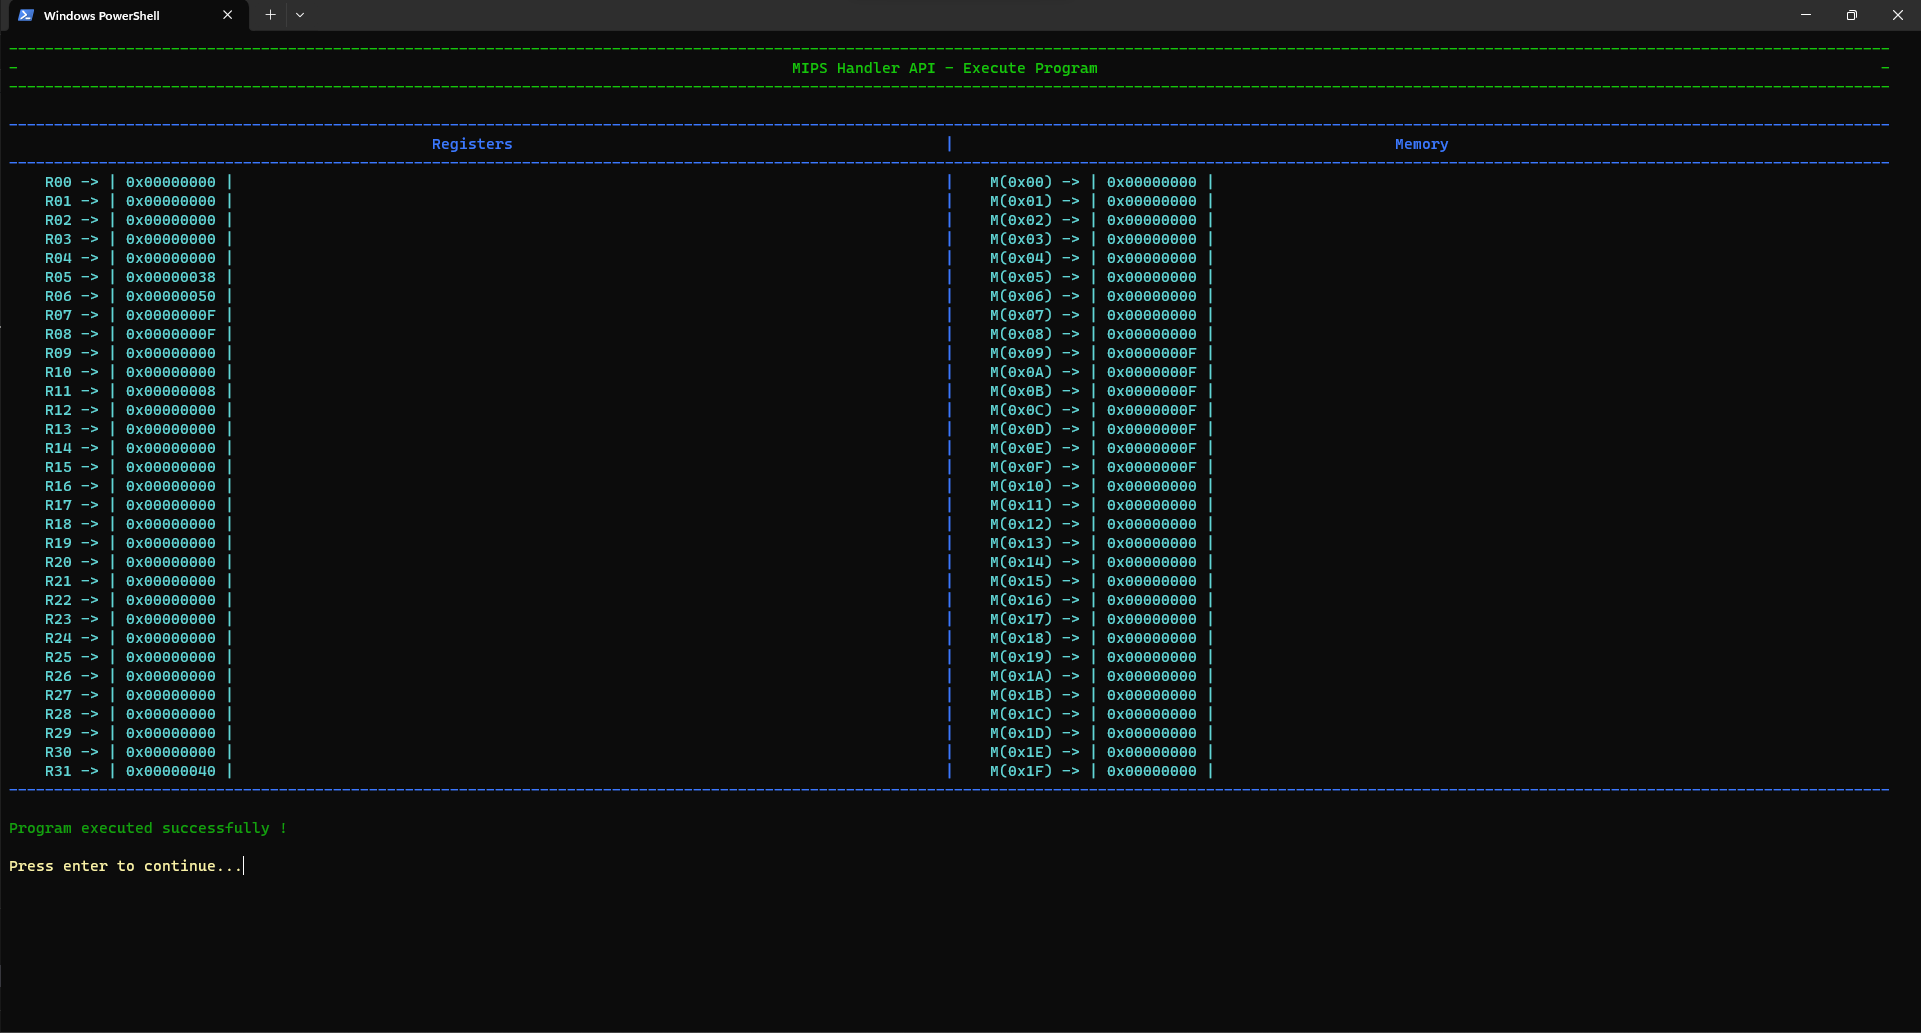 Windows PowerShell
MIPS Handler API - Execute Program
Registers | Memory
R00 -> | 0x00000000 | | M(0x00) -> | 0x00000000 |
R01 -> | 0x00000000 | | M(0x01) -> | 0x00000000 |
R02 -> | 0x00000000 | | M(0x02) -> | 0x00000000 |
R03 -> | 0x00000000 | | M(0x03) -> | 0x00000000 |
R04 -> | 0x00000000 | | M(0x04) -> | 0x00000000 |
R05 -> | 0x00000038 | | M(0x05) -> | 0x00000000 |
R06 -> | 0x00000050 | | M(0x06) -> | 0x00000000 |
R07 -> | 0x0000000F | | M(0x07) -> | 0x00000000 |
R08 -> | 0x0000000F | | M(0x08) -> | 0x00000000 |
R09 -> | 0x00000000 | | M(0x09) -> | 0x0000000F |
R10 -> | 0x00000000 | | M(0x0A) -> | 0x0000000F |
R11 -> | 0x00000008 | | M(0x0B) -> | 0x0000000F |
R12 -> | 0x00000000 | | M(0x0C) -> | 0x0000000F |
R13 -> | 0x00000000 | | M(0x0D) -> | 0x0000000F |
R14 -> | 0x00000000 | | M(0x0E) -> | 0x0000000F |
R15 -> | 0x00000000 | | M(0x0F) -> | 0x0000000F |
R16 -> | 0x00000000 | | M(0x10) -> | 0x00000000 |
R17 -> | 0x00000000 | | M(0x11) -> | 0x00000000 |
R18 -> | 0x00000000 | | M(0x12) -> | 0x00000000 |
R19 -> | 0x00000000 | | M(0x13) -> | 0x00000000 |
R20 -> | 0x00000000 | | M(0x14) -> | 0x00000000 |
R21 -> | 0x00000000 | | M(0x15) -> | 0x00000000 |
R22 -> | 0x00000000 | | M(0x16) -> | 0x00000000 |
R23 -> | 0x00000000 | | M(0x17) -> | 0x00000000 |
R24 -> | 0x00000000 | | M(0x18) -> | 0x00000000 |
R25 -> | 0x00000000 | | M(0x19) -> | 0x00000000 |
R26 -> | 0x00000000 | | M(0x1A) -> | 0x00000000 |
R27 -> | 0x00000000 | | M(0x1B) -> | 0x00000000 |
R28 -> | 0x00000000 | | M(0x1C) -> | 0x00000000 |
R29 -> | 0x00000000 | | M(0x1D) -> | 0x00000000 |
R30 -> | 0x00000000 | | M(0x1E) -> | 0x00000000 |
R31 -> | 0x00000040 | | M(0x1F) -> | 0x00000000 |
Program executed successfully !
Press enter to continue...